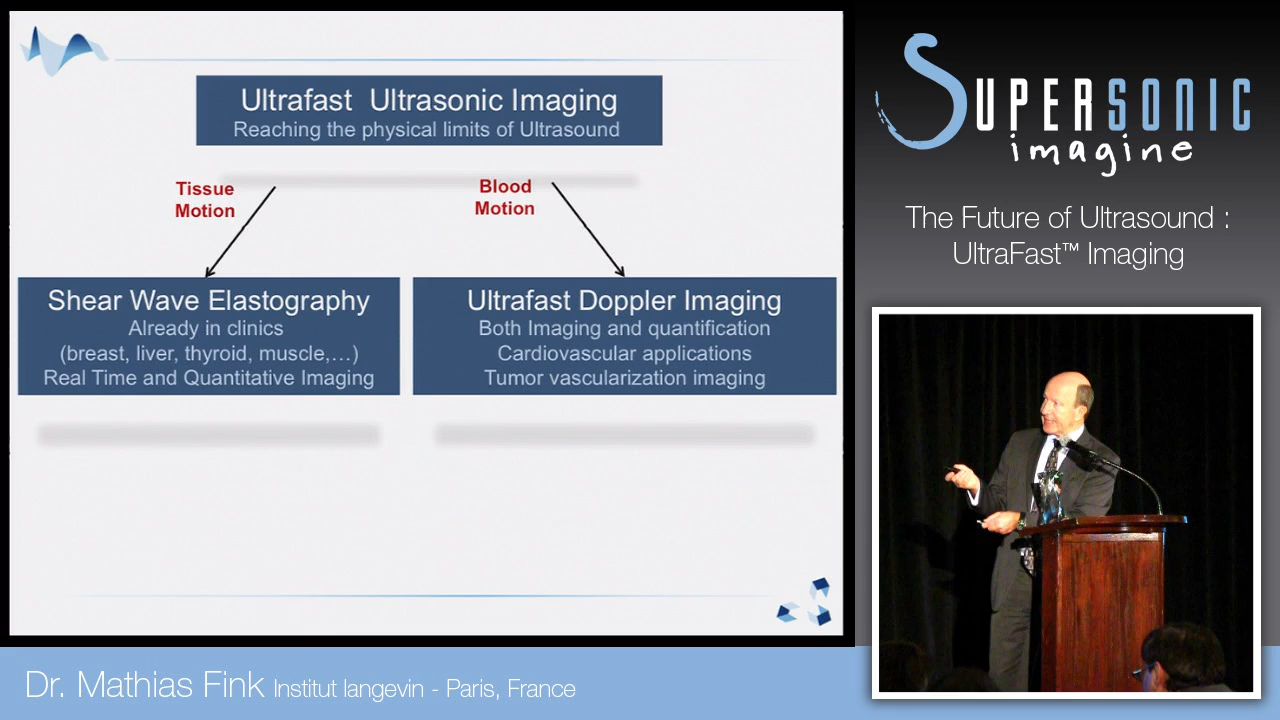 Ultrafast Ultrasonic Imaging
Reaching the physical limits of Ultrasound
Tissue
Motion
Blood
Motion
Shear Wave Elastography
Already in clinics
(breast, liver, thyroid, muscle,...)
Real Time and Quantitative Imaging
Ultrafast Doppler Imaging
Both Imaging and quantification
Cardiovascular applications
Tumor vascularization imaging
SUPERSONIC
imagine
The Future of Ultrasound :
UltraFast™ Imaging
Dr. Mathias Fink Institut langevin - Paris, France